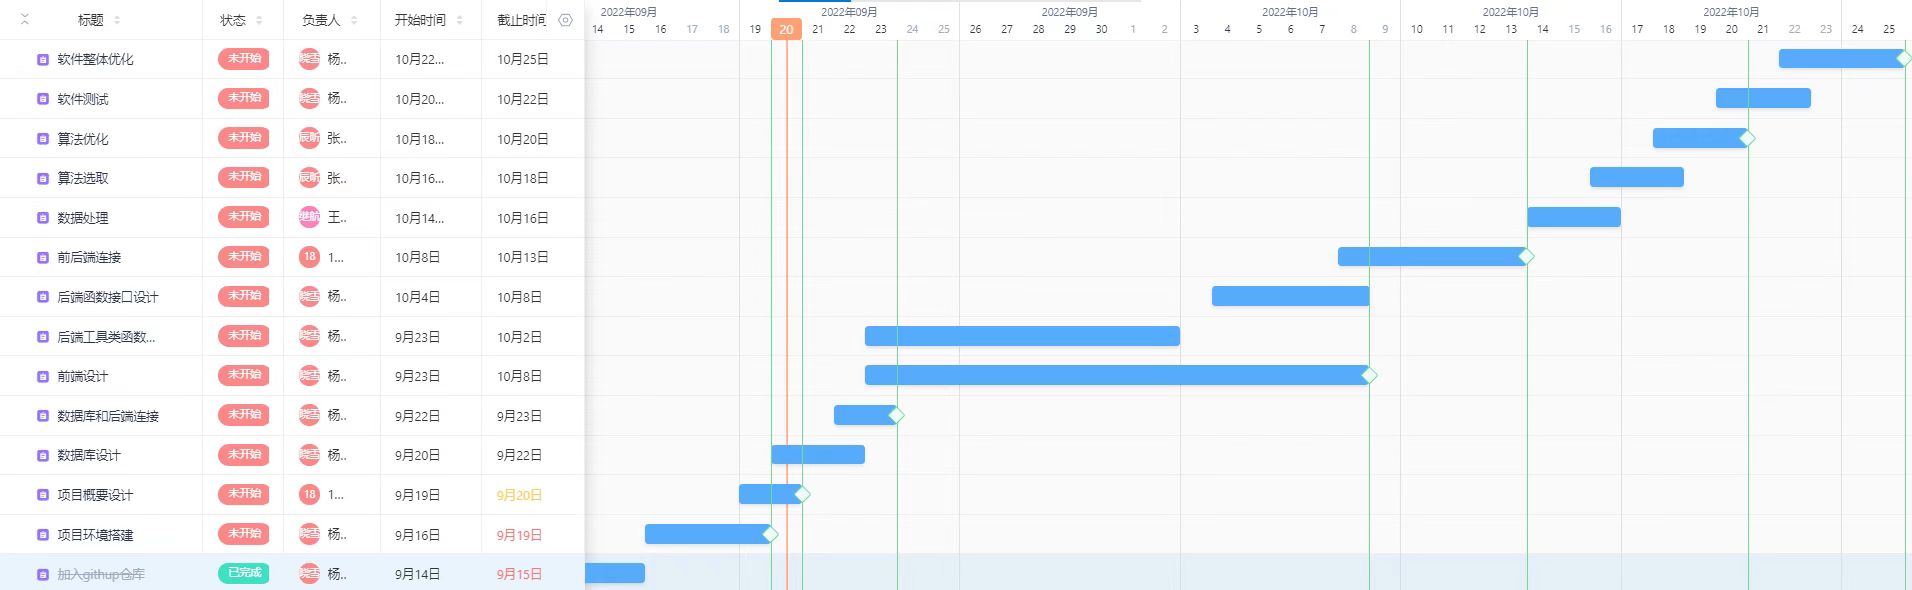 标题 状态 负责人 开始时间 截止时间
2022年09月 2022年09月 2022年09月 2022年10月 2022年10月 2022年10月
14 15 16 17 18 19 20 21 22 23 24 25 26 27 28 29 30 1 2 3 4 5 6 7 8 9 10 11 12 13 14 15 16 17 18 19 20 21 22 23 24 25
软件整体优化 未开始 晓雪 杨.. 10月22... 10月25日
软件测试 未开始 晓雪 杨.. 10月20... 10月22日
算法优化 未开始 辰昕 张.. 10月18... 10月20日
算法选取 未开始 辰昕 张.. 10月16... 10月18日
数据处理 未开始 继航 王.. 10月14... 10月16日
前后端连接 未开始 18 1... 10月8日 10月13日
后端函数接口设计 未开始 晓雪 杨.. 10月4日 10月8日
后端工具类函数... 未开始 晓雪 杨.. 9月23日 10月2日
前端设计 未开始 晓雪 杨.. 9月23日 10月8日
数据库和后端连接 未开始 晓雪 杨.. 9月22日 9月23日
数据库设计 未开始 晓雪 杨.. 9月20日 9月22日
项目概要设计 未开始 18 1... 9月19日 9月20日
项目环境搭建 未开始 晓雪 杨.. 9月16日 9月19日
加入githup仓库 已完成 晓雪 杨.. 9月14日 9月15日